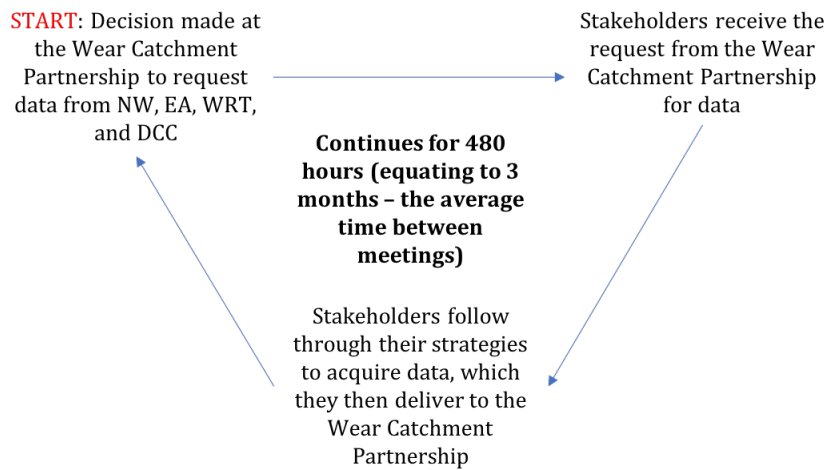 START: Decision made at
the Wear Catchment
Partnership to request
data from NW, EA, WRT,
and DCC
Stakeholders receive the
request from the Wear
Catchment Partnership
for data
Continues for 480
hours (equating to 3
months – the average
time between
meetings)
Stakeholders follow
through their strategies
to acquire data, which
they then deliver to the
Wear Catchment
Partnership